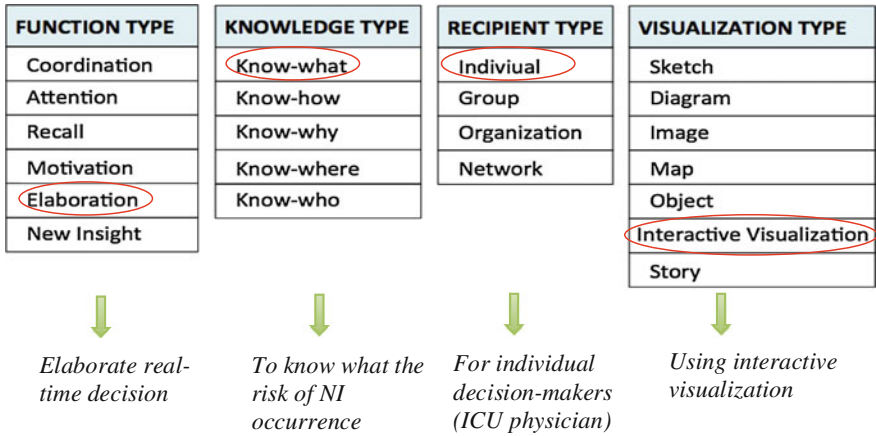 FUNCTION TYPE
Coordination
Attention
Recall
Motivation
Elaboration
New Insight
KNOWLEDGE TYPE
Know-what
Know-how
Know-why
Know-where
Know-who
RECIPIENT TYPE
Indiviual
Group
Organization
Network
VISUALIZATION TYPE
Sketch
Diagram
Image
Map
Object
Interactive Visualization
Story
Elaborate real-
time decision
To know what the
risk of NI
occurrence
For individual
decision-makers
(ICU physician)
Using interactive
visualization